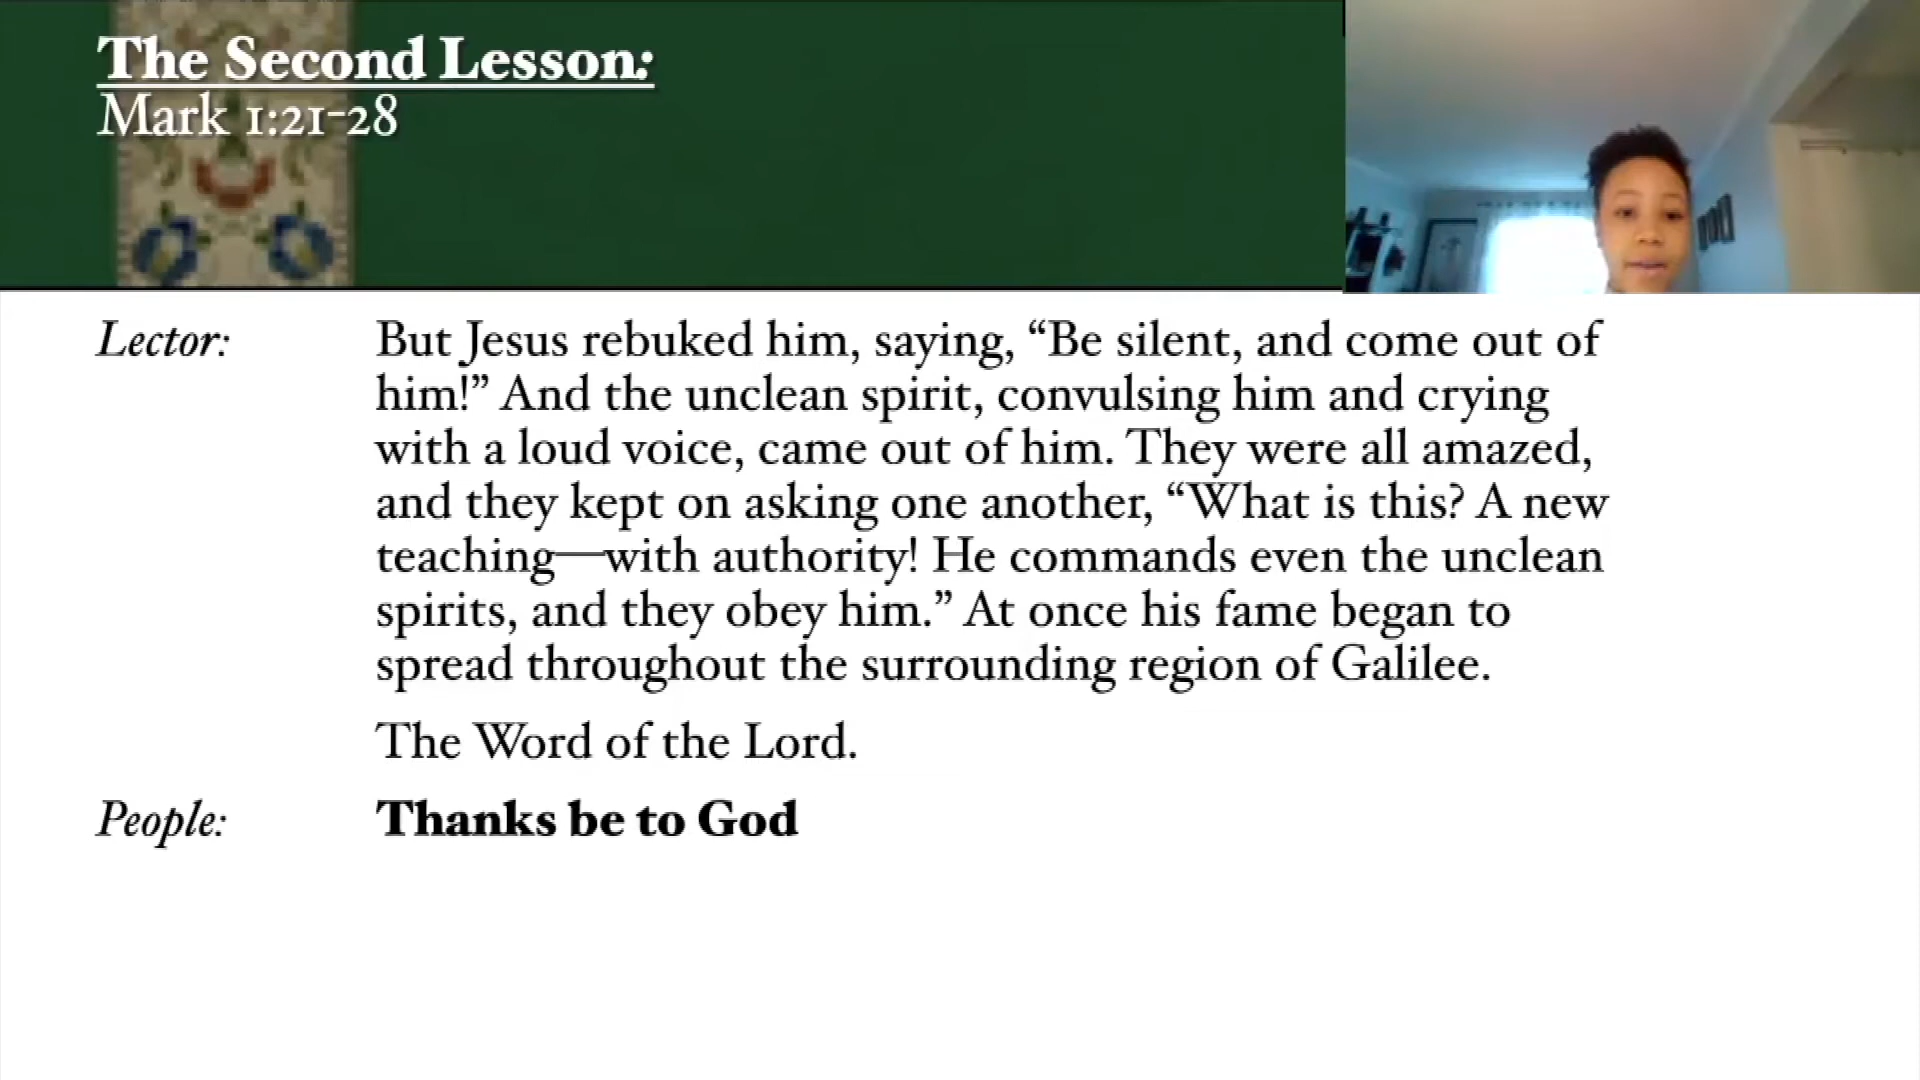 The Second Lesson:
Mark 1:21-28
Lector:
But Jesus rebuked him, saying, “Be silent, and come out of
him!” And the unclean spirit, convulsing him and crying
with a loud voice, came out of him. They were all amazed,
and they kept on asking one another, “What is this? A new
teaching—with authority! He commands even the unclean
spirits, and they obey him.” At once his fame began to
spread throughout the surrounding region of Galilee.
The Word of the Lord.
People:
Thanks be to God